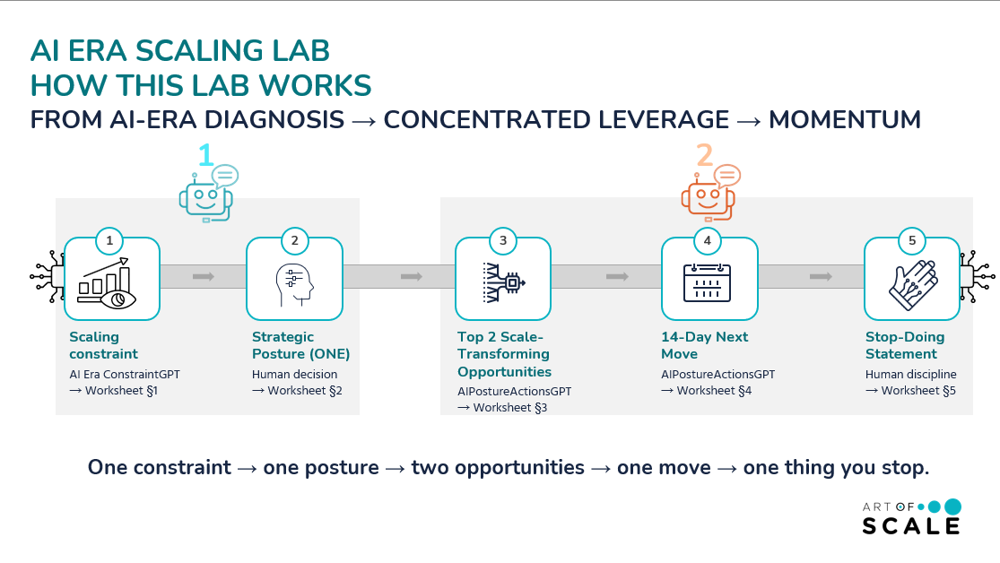 AI ERA SCALING LAB
HOW THIS LAB WORKS
FROM AI-ERA DIAGNOSIS → CONCENTRATED LEVERAGE → MOMENTUM
1
2
1
Scaling
constraint
AI Era ConstraintGPT
→ Worksheet §1
2
Strategic
Posture (ONE)
Human decision
→ Worksheet §2
3
Top 2 Scale-
Transforming
Opportunities
AIPostureActionsGPT
→ Worksheet §3
4
14-Day Next
Move
AIPostureActionsGPT
→ Worksheet §4
5
Stop-Doing
Statement
Human discipline
→ Worksheet §5
One constraint → one posture → two opportunities → one move → one thing you stop.
ART OF
SCALE